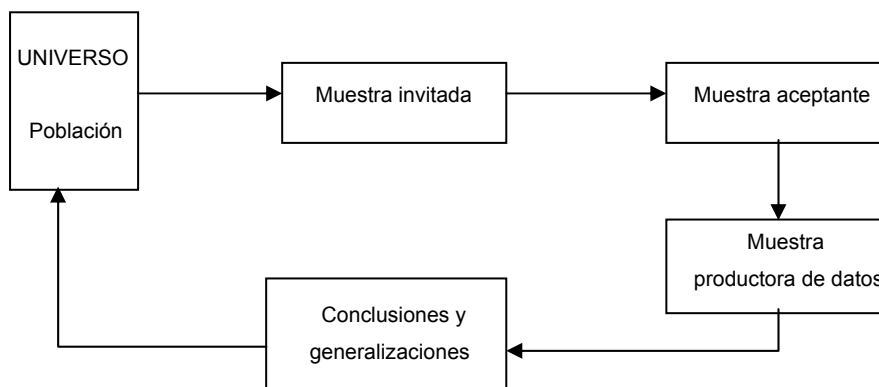 UNIVERSO
Población
Muestra invitada
Muestra aceptante
Muestra
productora de datos
Conclusiones y
generalizaciones